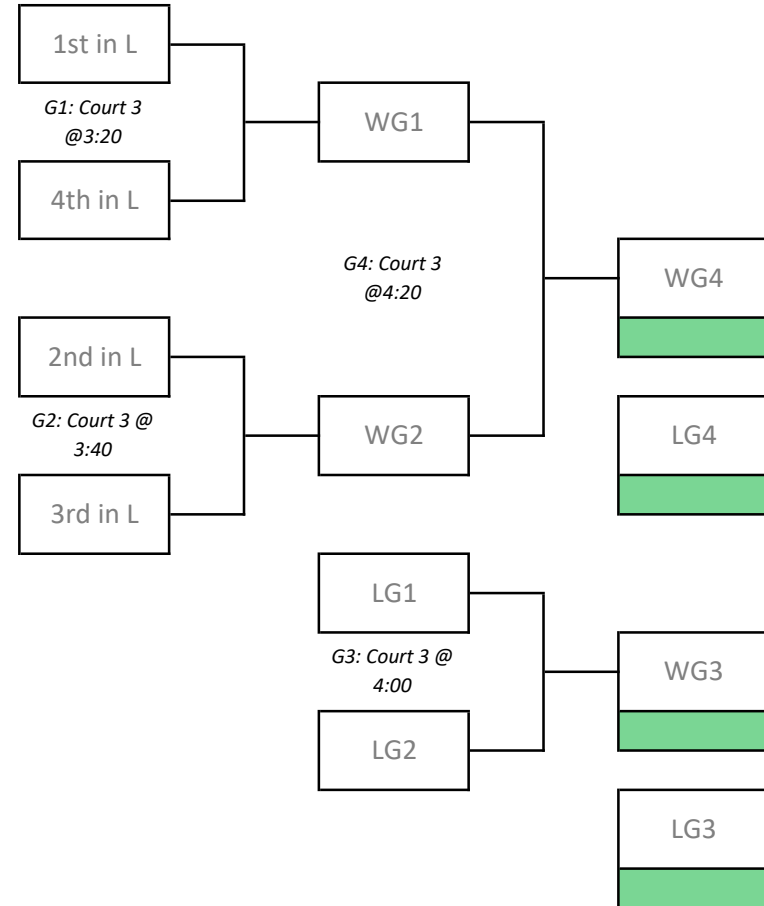 1st in L
G1: Court 3
@3:20
4th in L
WG1
G4: Court 3
@4:20
WG4
2nd in L
G2: Court 3 @
3:40
3rd in L
WG2
LG4
LG1
G3: Court 3 @
4:00
LG2
WG3
LG3